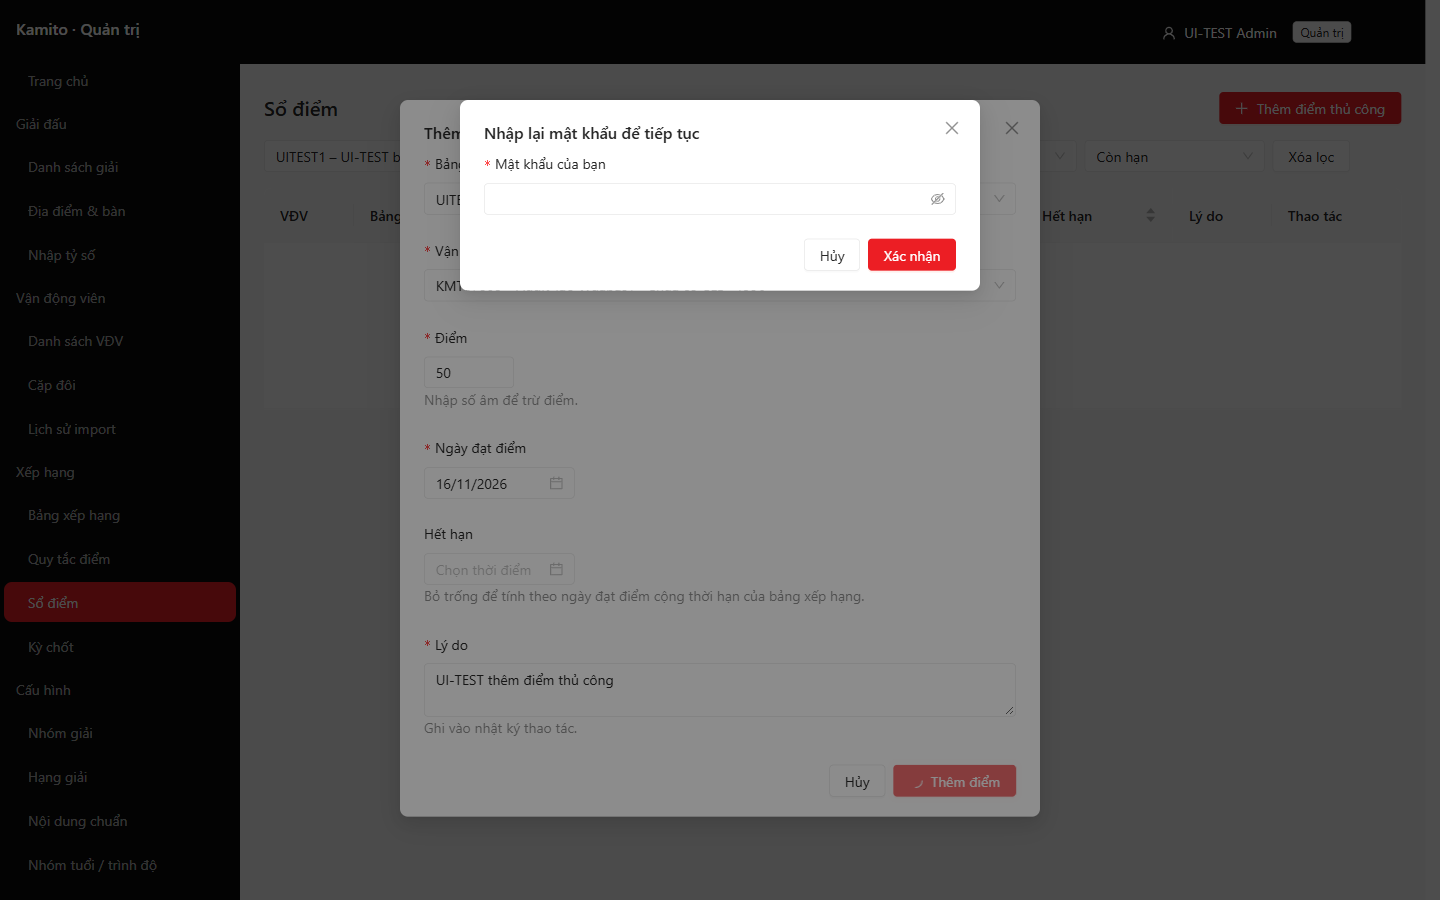 Kamito · Quản trị
UI-TEST Admin
Quản trị
Trang chủ
Giải đấu
Danh sách giải
Địa điểm & bàn
Nhập tỷ số
Vận động viên
Danh sách VĐV
Cặp đôi
Lịch sử import
Xếp hạng
Bảng xếp hạng
Quy tắc điểm
Sổ điểm
Kỳ chốt
Cấu hình
Nhóm giải
Hạng giải
Nội dung chuẩn
Nhóm tuổi / trình độ
Sổ điểm
Thêm điểm thủ công
UITEST1 – UI-TEST
Còn hạn
Xóa lọc
VĐV
Hết hạn
Lý do
Thao tác
Nhập lại mật khẩu để tiếp tục
* Mật khẩu của bạn
Hủy
Xác nhận
* Điểm
50
Nhập số âm để trừ điểm.
* Ngày đạt điểm
16/11/2026
Hết hạn
Chọn thời điểm
Bỏ trống để tính theo ngày đạt điểm cộng thời hạn của bảng xếp hạng.
* Lý do
UI-TEST thêm điểm thủ công
Ghi vào nhật ký thao tác.
Hủy
Thêm điểm